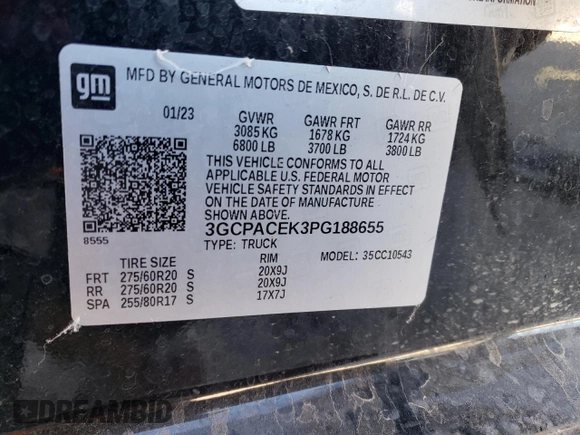 INFORMATION
gm
MFD BY GENERAL MOTORS DE MEXICO, S. DE R.L. DE C.V.
01/23 GVWR GAWR FRT GAWR RR
3085 KG 1678 KG 1724 KG
6800 LB 3700 LB 3800 LB
THIS VEHICLE CONFORMS TO ALL
APPLICABLE U.S. FEDERAL MOTOR
VEHICLE SAFETY STANDARDS IN EFFECT
ON THE DATE OF MANUFACTURE
SHOWN ABOVE.
8555 3GCPACEK3PG188655
TYPE: TRUCK MODEL: 35CC10543
TIRE SIZE RIM
FRT 275/60R20 S 20X9J
RR 275/60R20 S 20X9J
SPA 255/80R17 S 17X7J
DREAMBID